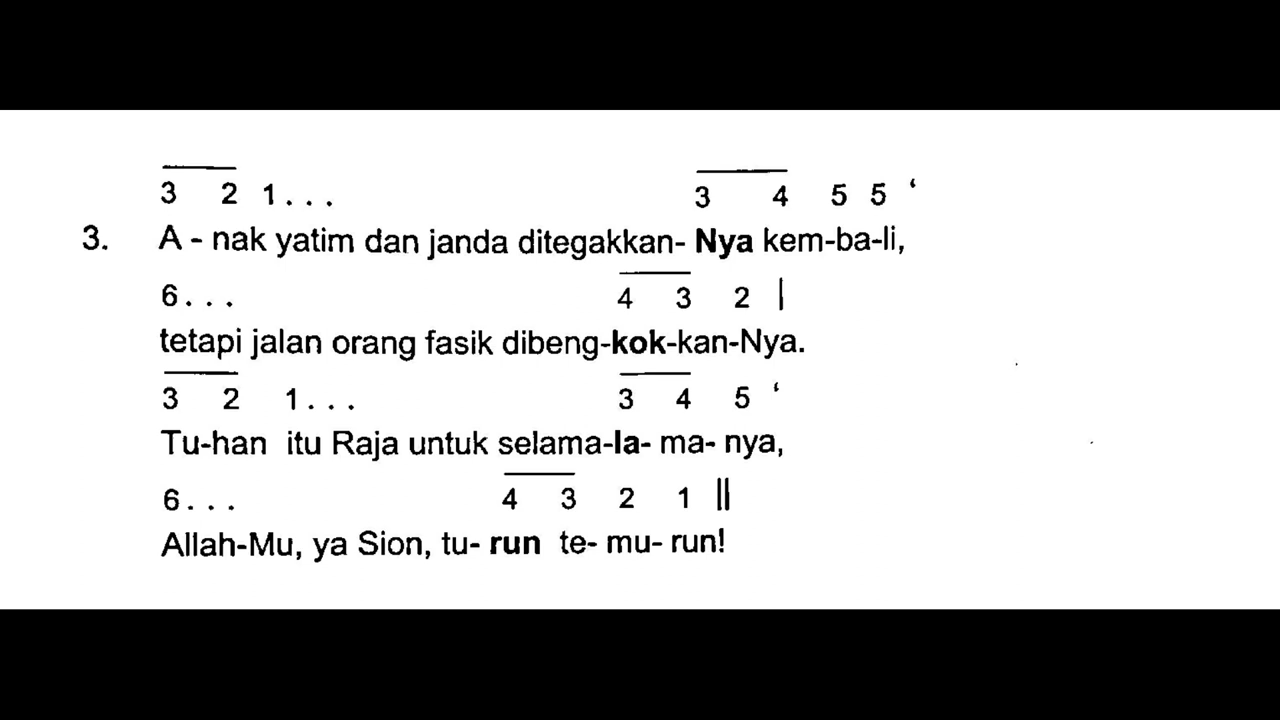 3 2 1... 3 4 5 5 ‘
3. A - nak yatim dan janda ditegakkan- Nya kem-ba-li,
6... 4 3 2 |
tetapi jalan orang fasik dibeng-kok-kan-Nya.
3 2 1... 3 4 5 ‘
Tu-han itu Raja untuk selama-la- ma- nya,
6... 4 3 2 1 ||
Allah-Mu, ya Sion, tu- run te- mu- run!